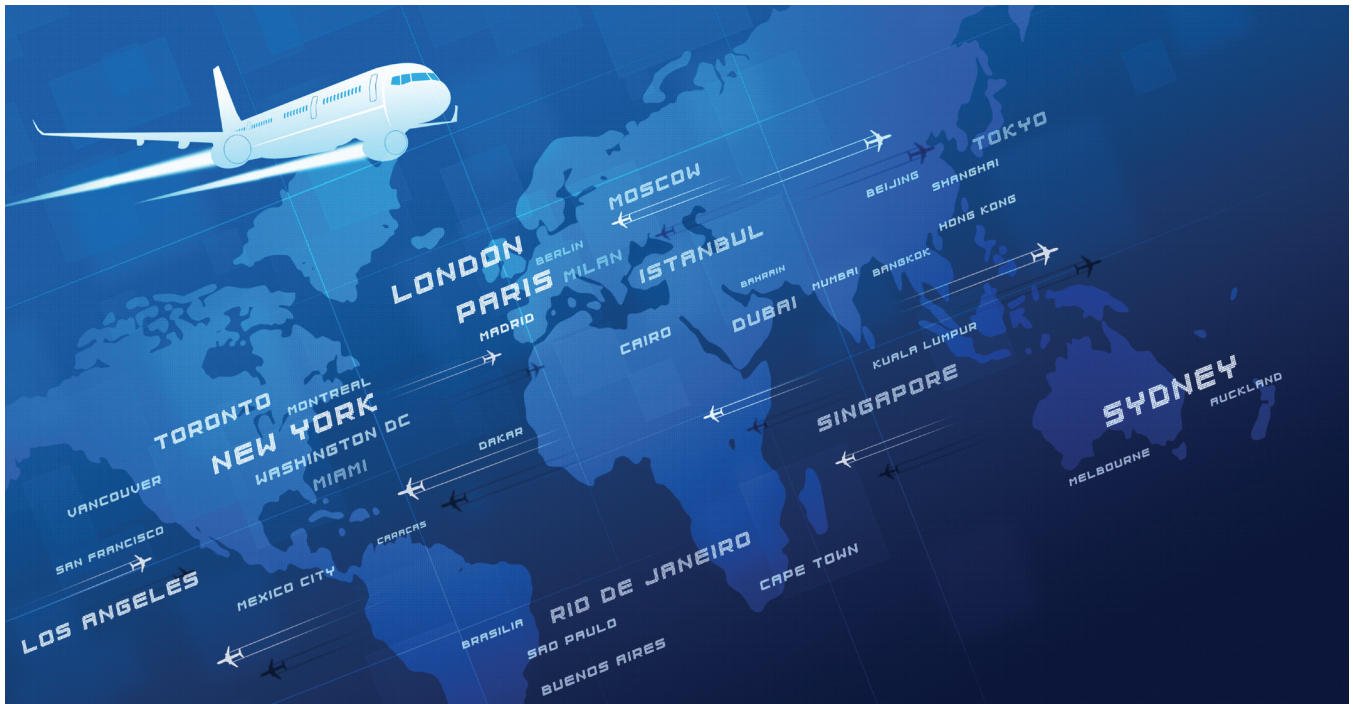 TOKYO
MOSCOW
BEIJING
SHANGHAI
HONG KONG
LONDON
BERLIN
PARIS
MILAN
ISTANBUL
BAHRAIN
MUMBAI
BANGKOK
DUBAI
MADRID
CAIRO
KUALA LUMPUR
SINGAPORE
SYDNEY
AUCKLAND
MELBOURNE
TORONTO
MONTREAL
NEW YORK
WASHINGTON DC
MIAMI
DAKAR
VANCOUVER
SAN FRANCISCO
LOS ANGELES
CARACAS
MEXICO CITY
RIO DE JANEIRO
CAPE TOWN
BRASILIA
SAO PAULO
BUENOS AIRES